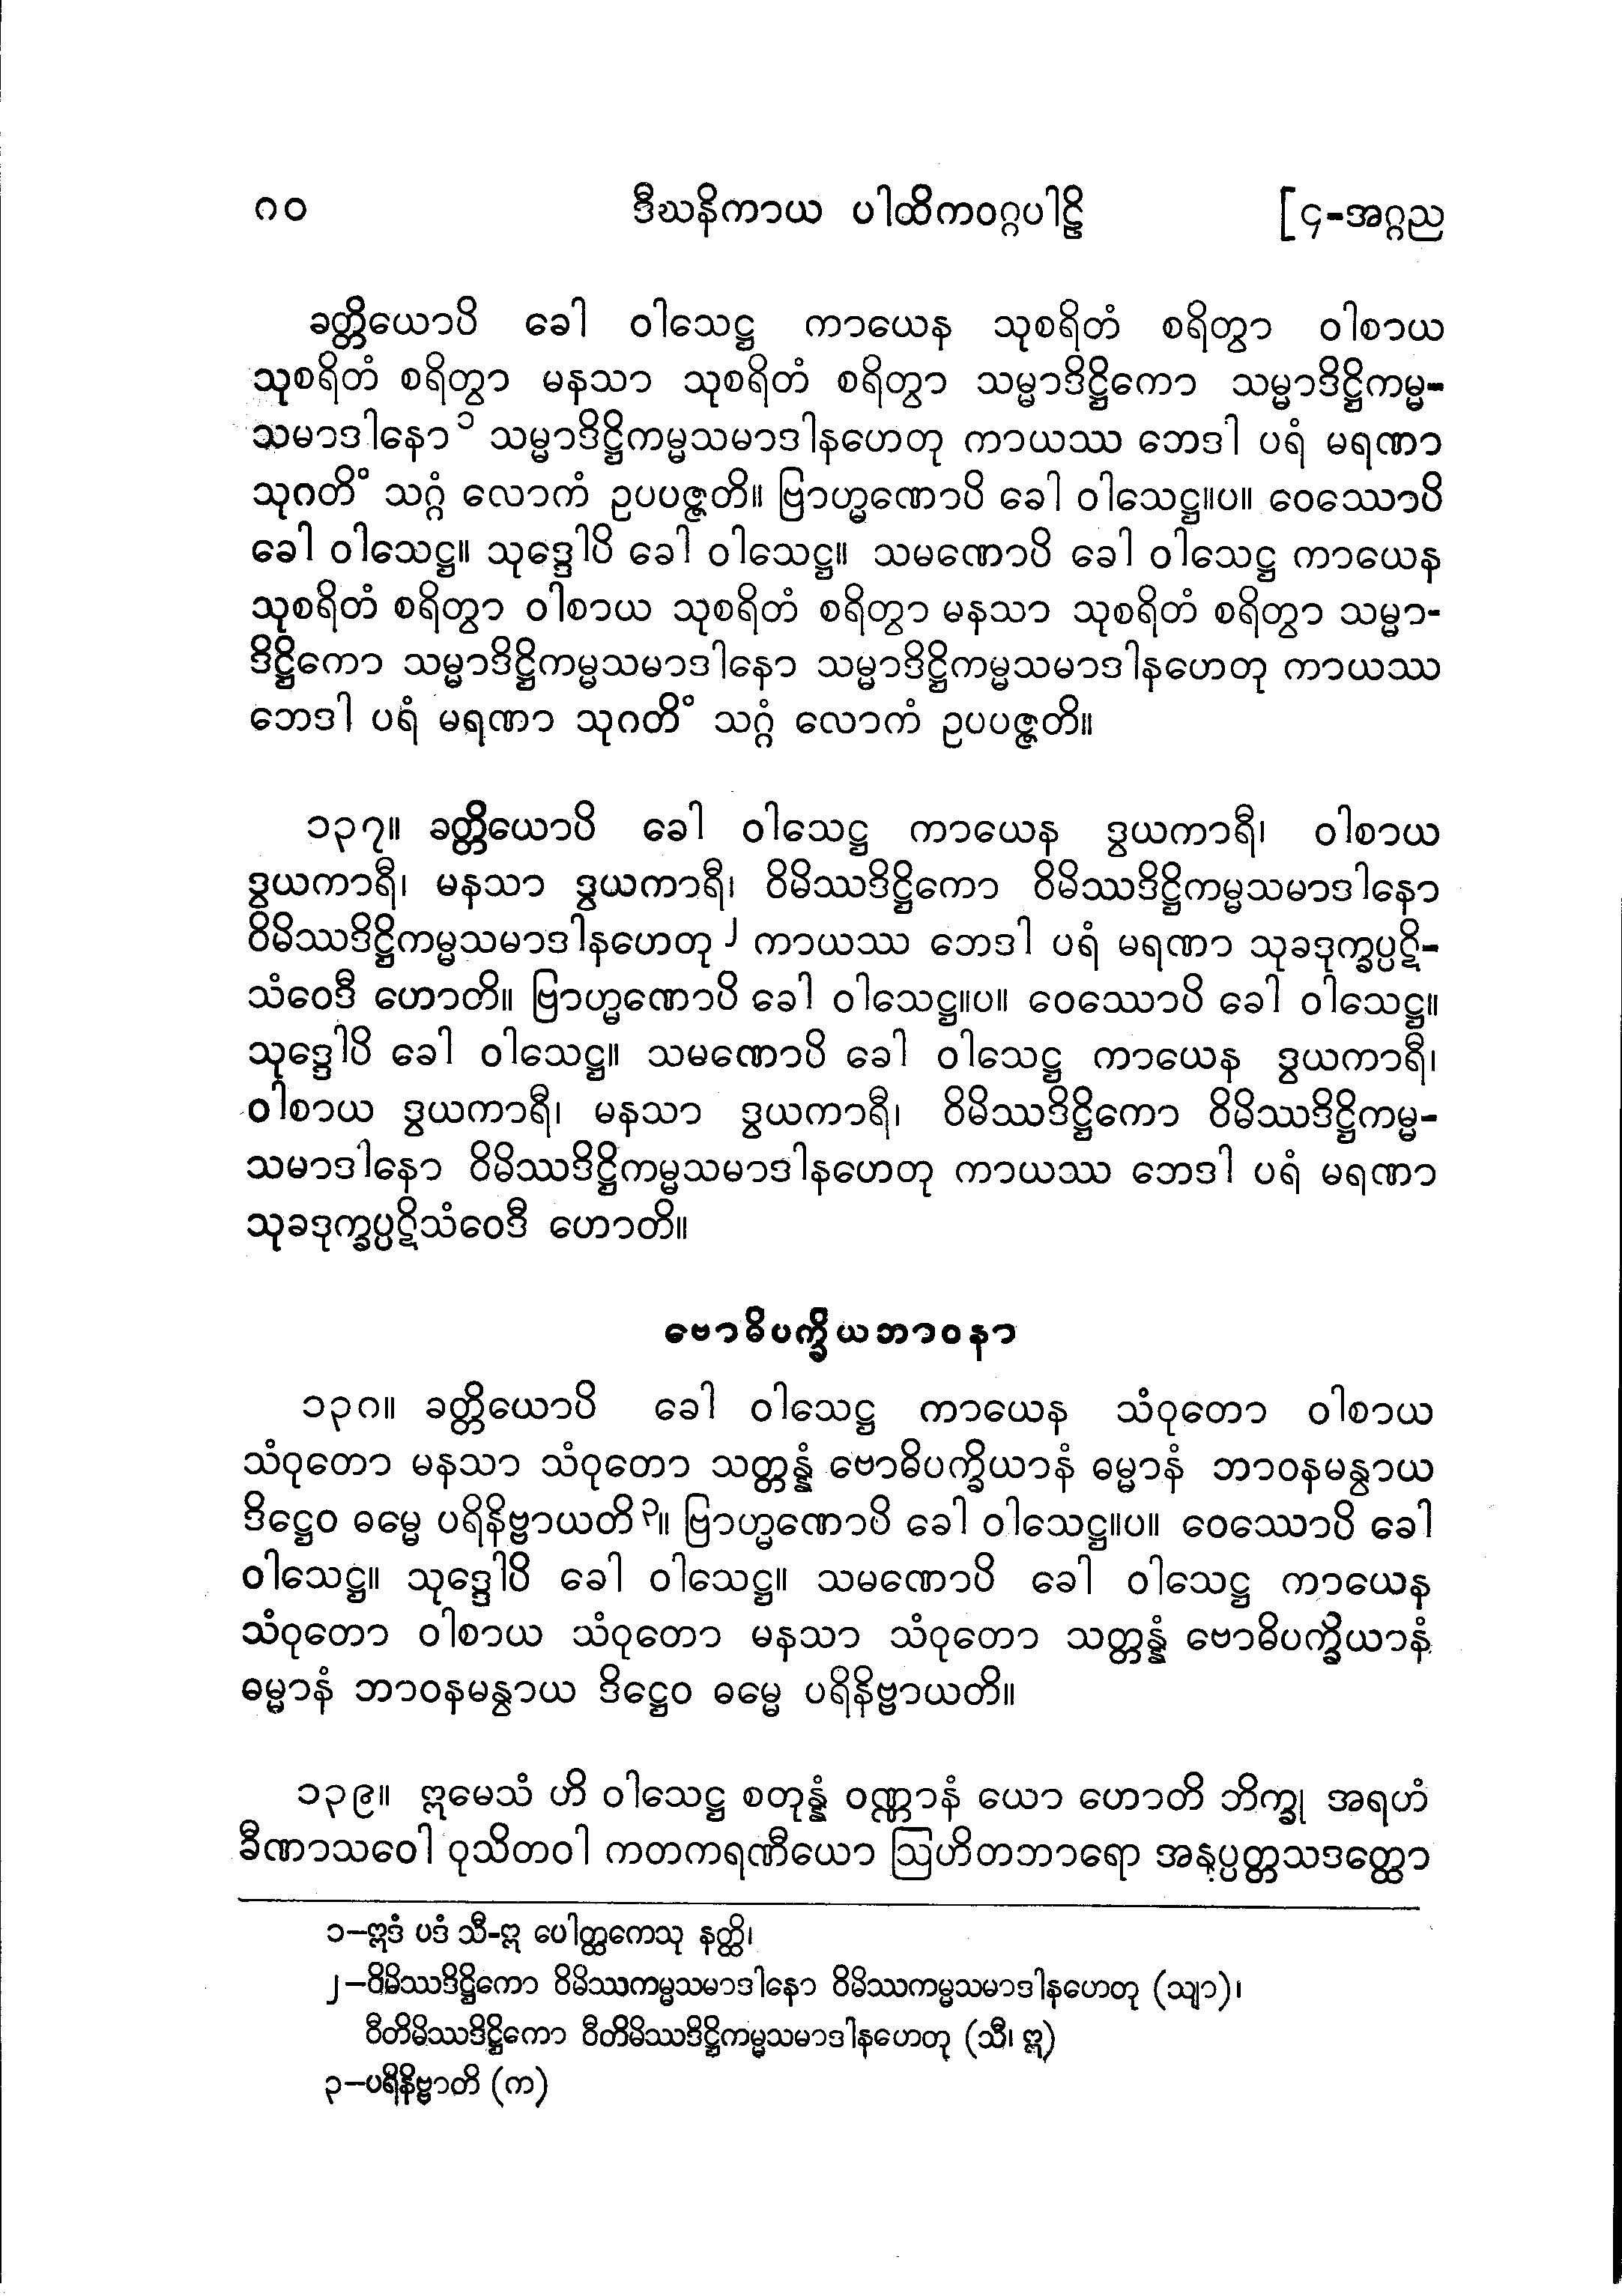 ၈၀ ဒီဃနိကာယ ပါထိကဝဂ္ဂပါဠိ [၄-အဂ္ဂည
ခတ္တိယောပိ ခေါ ဝါသေဋ္ဌ ကာယေန သုစရိတံ စရိတွာ ဝါစာယ
သုစရိတံ စရိတွာ မနသာ သုစရိတံ စရိတွာ သမ္မာဒိဋ္ဌိကော သမ္မာဒိဋ္ဌိကမ္မ-
သမာဒါနော၁ သမ္မာဒိဋ္ဌိကမ္မသမာဒါနဟေတု ကာယဿ ဘေဒါ ပရံ မရဏာ
သုဂတိံ သဂ္ဂံ လောကံ ဥပပဇ္ဇတိ။ ဗြာဟ္မဏောပိ ခေါ ဝါသေဋ္ဌ။ပ။ ဝေဿောပိ
ခေါ ဝါသေဋ္ဌ။ သုဒ္ဒေါပိ ခေါ ဝါသေဋ္ဌ။ သမဏောပိ ခေါ ဝါသေဋ္ဌ ကာယေန
သုစရိတံ စရိတွာ ဝါစာယ သုစရိတံ စရိတွာ မနသာ သုစရိတံ စရိတွာ သမ္မာ-
ဒိဋ္ဌိကော သမ္မာဒိဋ္ဌိကမ္မသမာဒါနော သမ္မာဒိဋ္ဌိကမ္မသမာဒါနဟေတု ကာယဿ
ဘေဒါ ပရံ မရဏာ သုဂတိံ သဂ္ဂံ လောကံ ဥပပဇ္ဇတိ။
၁၃၇။ ခတ္တိယောပိ ခေါ ဝါသေဋ္ဌ ကာယေန ဒွယကာရီ၊ ဝါစာယ
ဒွယကာရီ၊ မနသာ ဒွယကာရီ၊ ဝိမိဿဒိဋ္ဌိကော ဝိမိဿဒိဋ္ဌိကမ္မသမာဒါနော
ဝိမိဿဒိဋ္ဌိကမ္မသမာဒါနဟေတု၂ ကာယဿ ဘေဒါ ပရံ မရဏာ သုခဒုက္ခပ္ပဋိ-
သံဝေဒီ ဟောတိ။ ဗြာဟ္မဏောပိ ခေါ ဝါသေဋ္ဌ။ပ။ ဝေဿောပိ ခေါ ဝါသေဋ္ဌ။
သုဒ္ဒေါပိ ခေါ ဝါသေဋ္ဌ။ သမဏောပိ ခေါ ဝါသေဋ္ဌ ကာယေန ဒွယကာရီ၊
ဝါစာယ ဒွယကာရီ၊ မနသာ ဒွယကာရီ၊ ဝိမိဿဒိဋ္ဌိကော ဝိမိဿဒိဋ္ဌိကမ္မ-
သမာဒါနော ဝိမိဿဒိဋ္ဌိကမ္မသမာဒါနဟေတု ကာယဿ ဘေဒါ ပရံ မရဏာ
သုခဒုက္ခပ္ပဋိသံဝေဒီ ဟောတိ။
ဗောဓိပက္ခိယဘာဝနာ
၁၃၈။ ခတ္တိယောပိ ခေါ ဝါသေဋ္ဌ ကာယေန သံဝုတော ဝါစာယ
သံဝုတော မနသာ သံဝုတော သတ္တန္နံ ဗောဓိပက္ခိယာနံ ဓမ္မာနံ ဘာဝနမန္વာယ
ဒိဋ္ဌေဝ ဓမ္မေ ပရိနိဗ္ဗာယတိ၃။ ဗြာဟ္မဏောပိ ခေါ ဝါသေဋ္ဌ။ပ။ ဝေဿောပိ ခေါ
ဝါသေဋ္ဌ။ သုဒ္ဒေါပိ ခေါ ဝါသေဋ္ဌ။ သမဏောပိ ခေါ ဝါသေဋ္ဌ ကာယေန
သံဝုတော ဝါစာယ သံဝုတော မနသာ သံဝုတော သတ္တန္နံ ဗောဓိပက္ခိယာနံ
ဓမ္မာနံ ဘာဝနမန္ဝာယ ဒိဋ္ဌေဝ ဓမ္မေ ပရိနိဗ္ဗာယတိ။
၁၃၉။ ဣမေသံ ဟိ ဝါသေဋ္ဌ စတုန္နံ ဝဏ္ဏာနံ ယော ဟောတိ ဘိက္ခု အရဟံ
ခီဏာသဝေါ ဝုသိတဝါ ကတကရဏီယော ဩဟိတဘာရော အနုပ္ပတ္တသဒတ္ထော
၁–ဣဒံ ပဒံ သီ-ဣ ပေါတ္ထကေသု နတ္ထိ၊
၂–ဝိမိဿဒိဋ္ဌိကော ဝိမိဿကမ္မသမာဒါနော ဝိမိဿကမ္မသမာဒါနဟေတု (သျာ)၊
ဝီတိမိဿဒိဋ္ဌိကော ဝီတိမိဿဒိဋ္ဌိကမ္မသမာဒါနဟေတု (သီ၊ ဣ)
၃–ပရိနိဗ္ဗာတိ (က)